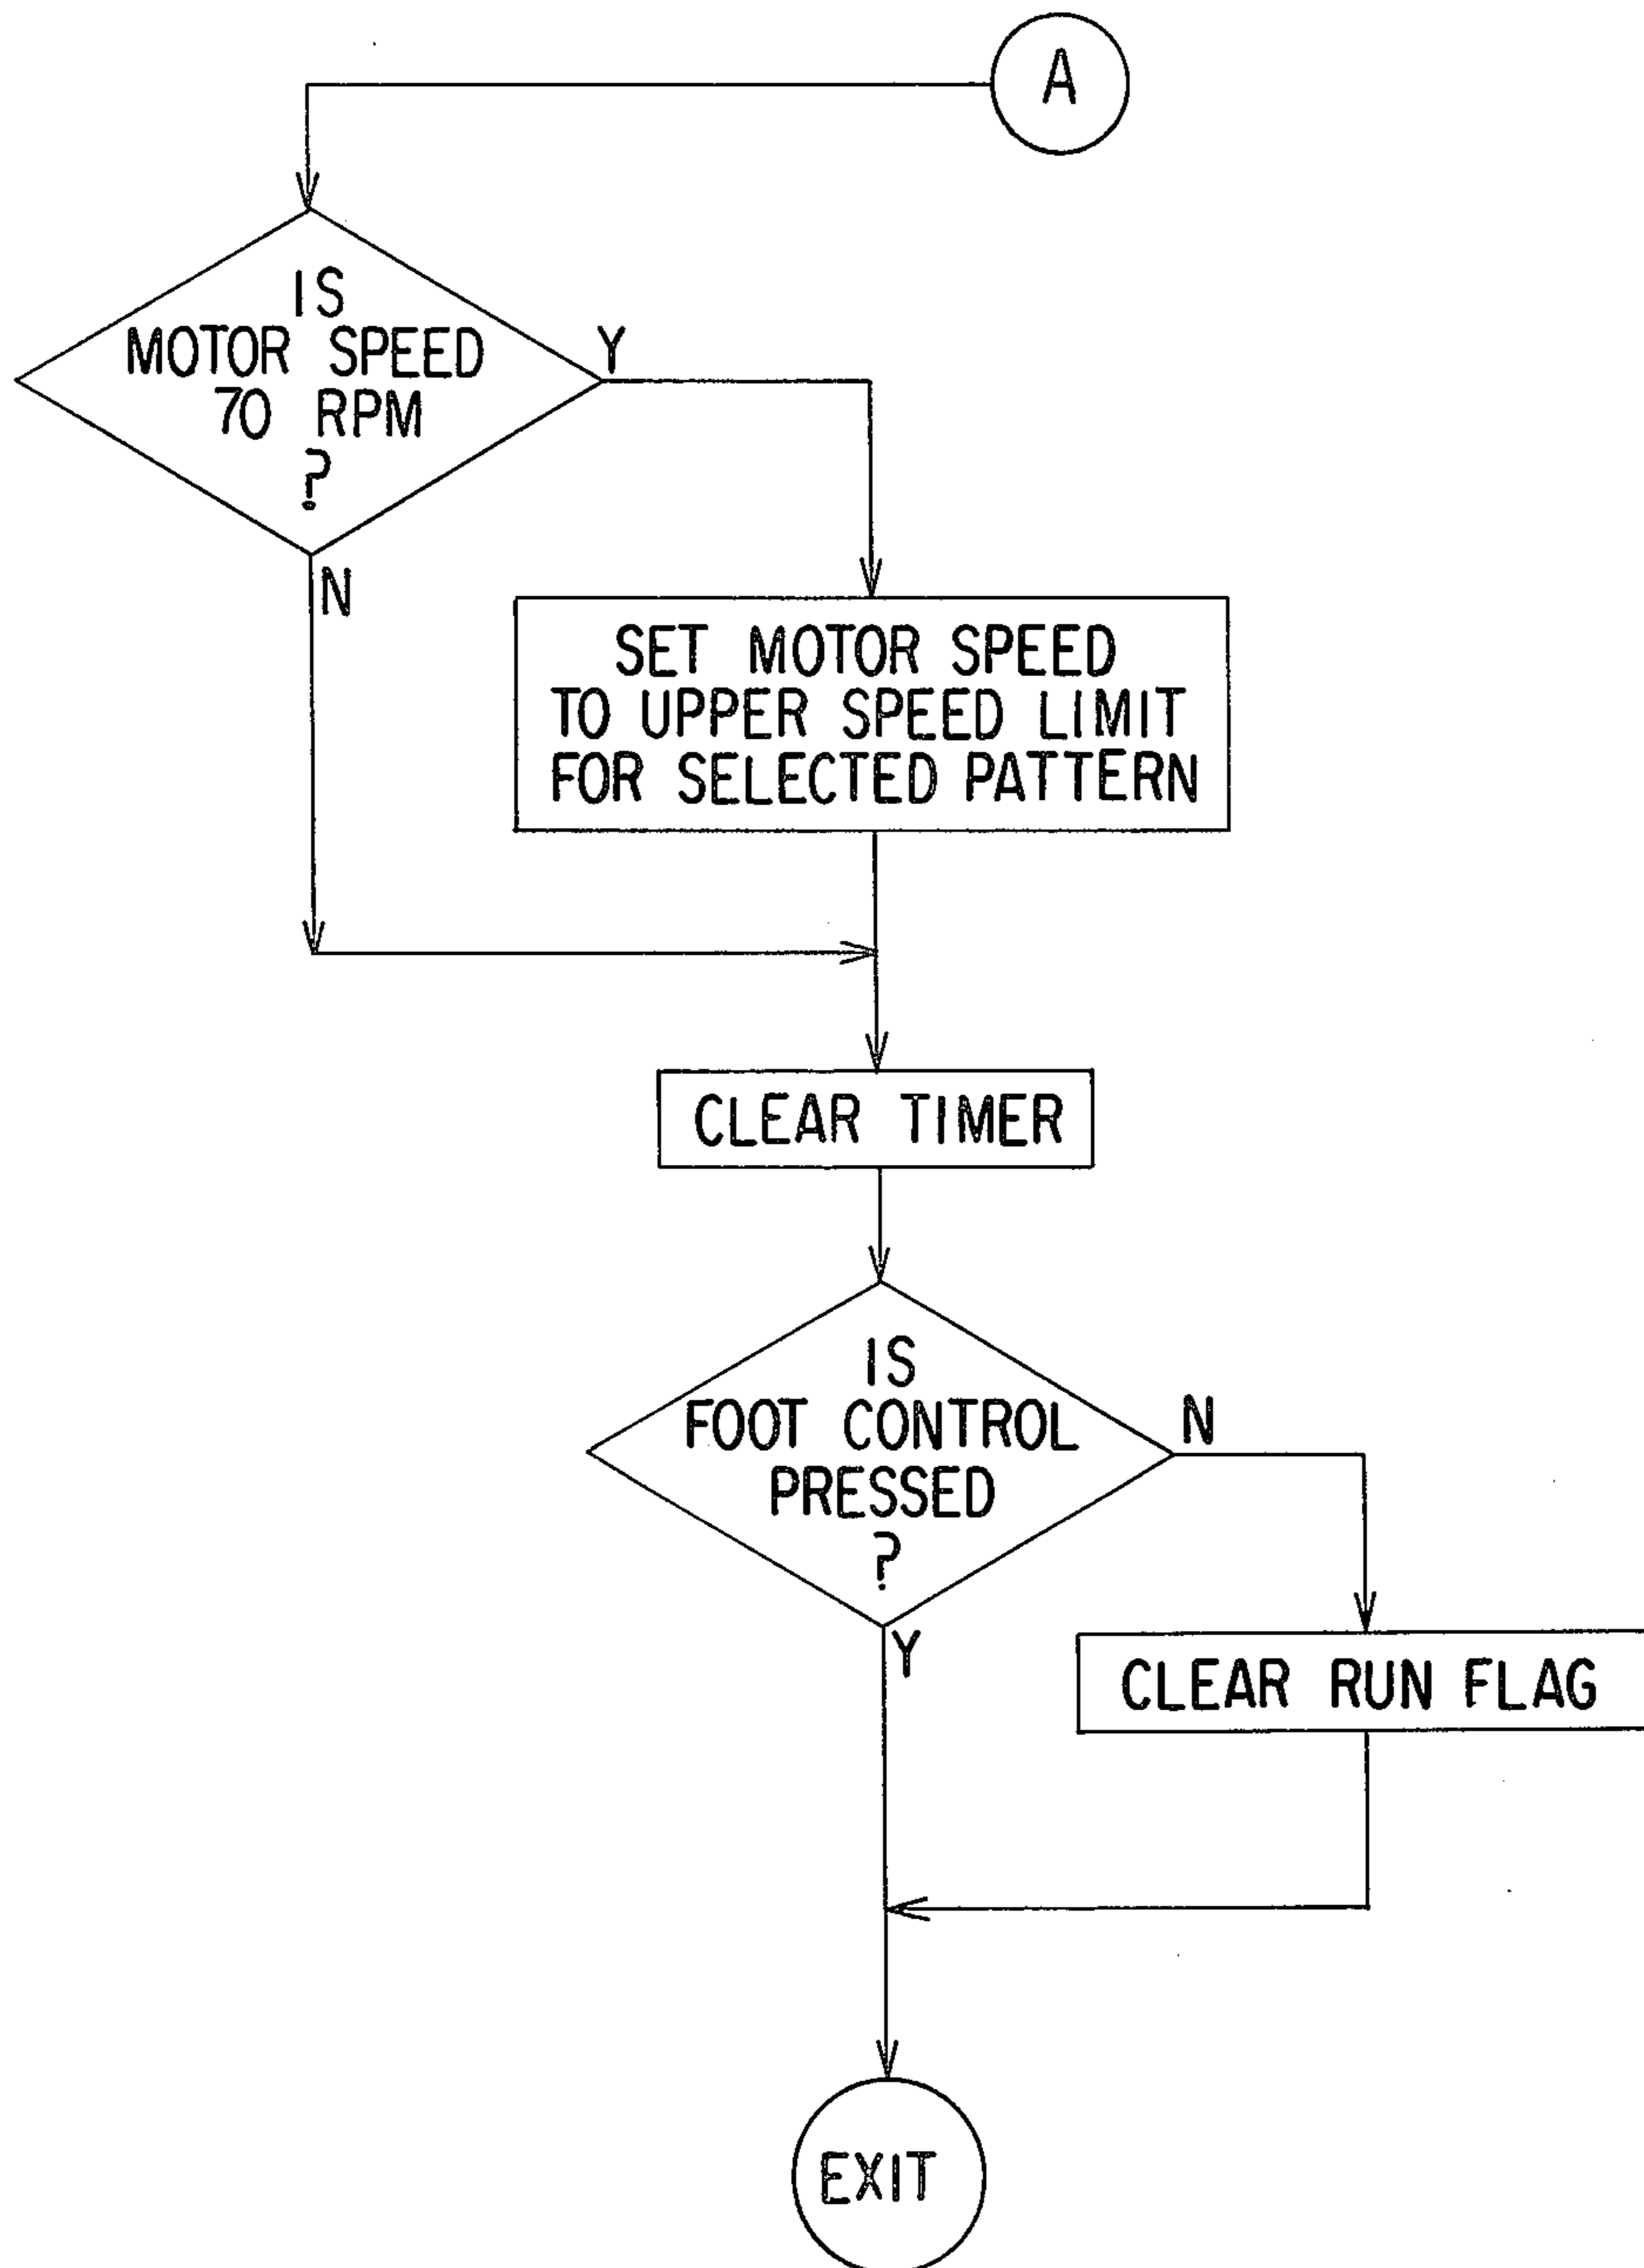 A
IS
MOTOR SPEED
70 RPM
?
Y
N
SET MOTOR SPEED
TO UPPER SPEED LIMIT
FOR SELECTED PATTERN
CLEAR TIMER
IS
FOOT CONTROL
PRESSED
?
N
Y
CLEAR RUN FLAG
EXIT